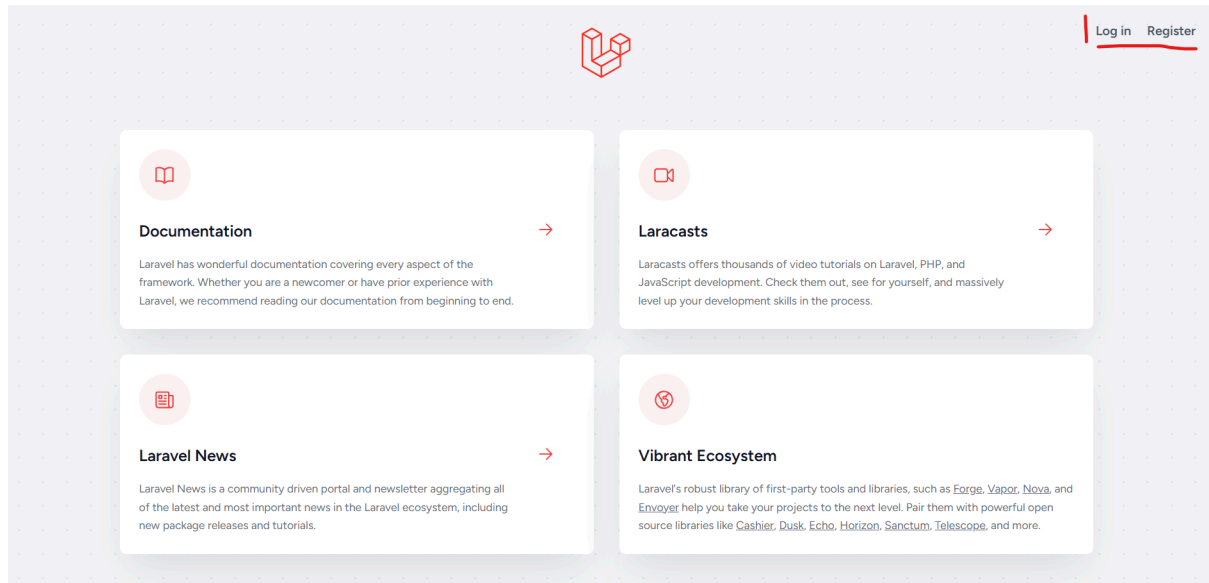 Log in Register
Documentation
Laravel has wonderful documentation covering every aspect of the
framework. Whether you are a newcomer or have prior experience with
Laravel, we recommend reading our documentation from beginning to end.
Laracasts
Laracasts offers thousands of video tutorials on Laravel, PHP, and
JavaScript development. Check them out, see for yourself, and massively
level up your development skills in the process.
Laravel News
Laravel News is a community driven portal and newsletter aggregating all
of the latest and most important news in the Laravel ecosystem, including
new package releases and tutorials.
Vibrant Ecosystem
Laravel's robust library of first-party tools and libraries, such as Forge, Vapor, Nova, and
Envoyer help you take your projects to the next level. Pair them with powerful open
source libraries like Cashier, Dusk, Echo, Horizon, Sanctum, Telescope, and more.